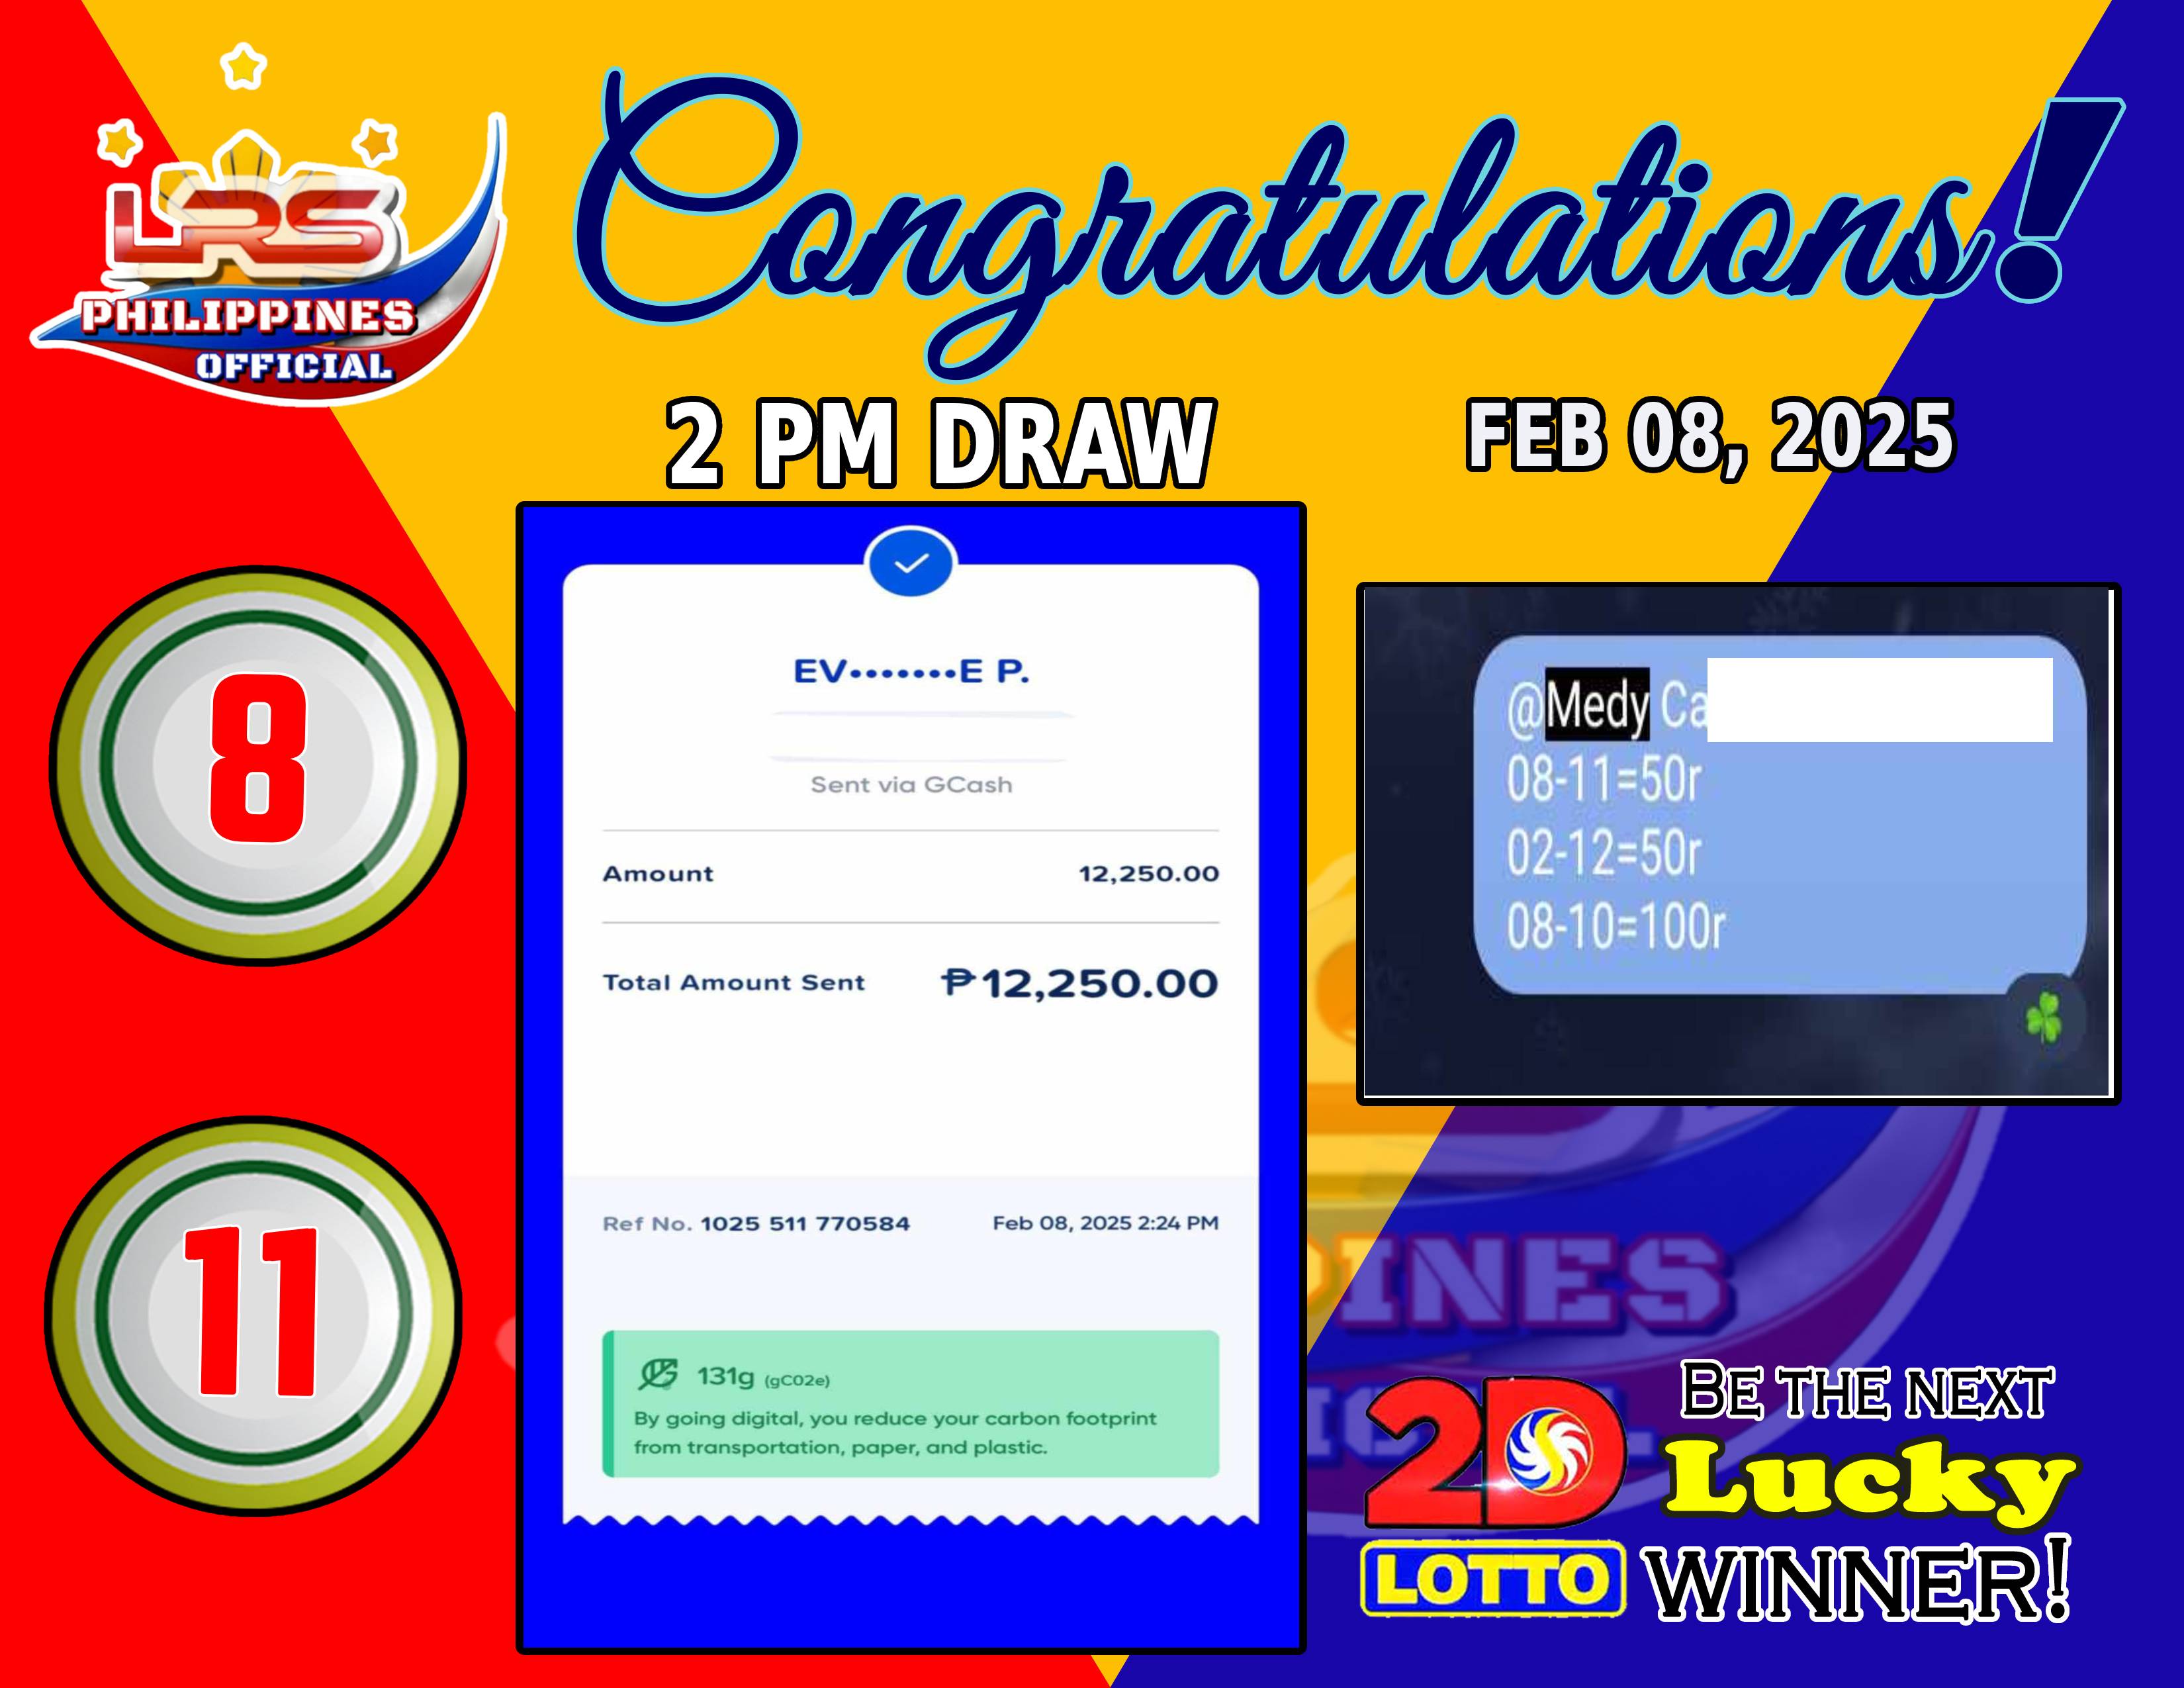 LRS
PHILIPPINES
OFFICIAL
Congratulations!
2 PM DRAW
FEB 08, 2025
8
11
EV••••••••E P.
Sent via GCash
Amount 12,250.00
Total Amount Sent ₱12,250.00
Ref No. 1025 511 770584 Feb 08, 2025 2:24 PM
131g (gCO2e)
By going digital, you reduce your carbon footprint
from transportation, paper, and plastic.
@Medy Ca
08-11=50r
02-12=50r
08-10=100r
PINES
2D
LOTTO
BE THE NEXT
Lucky
WINNER!